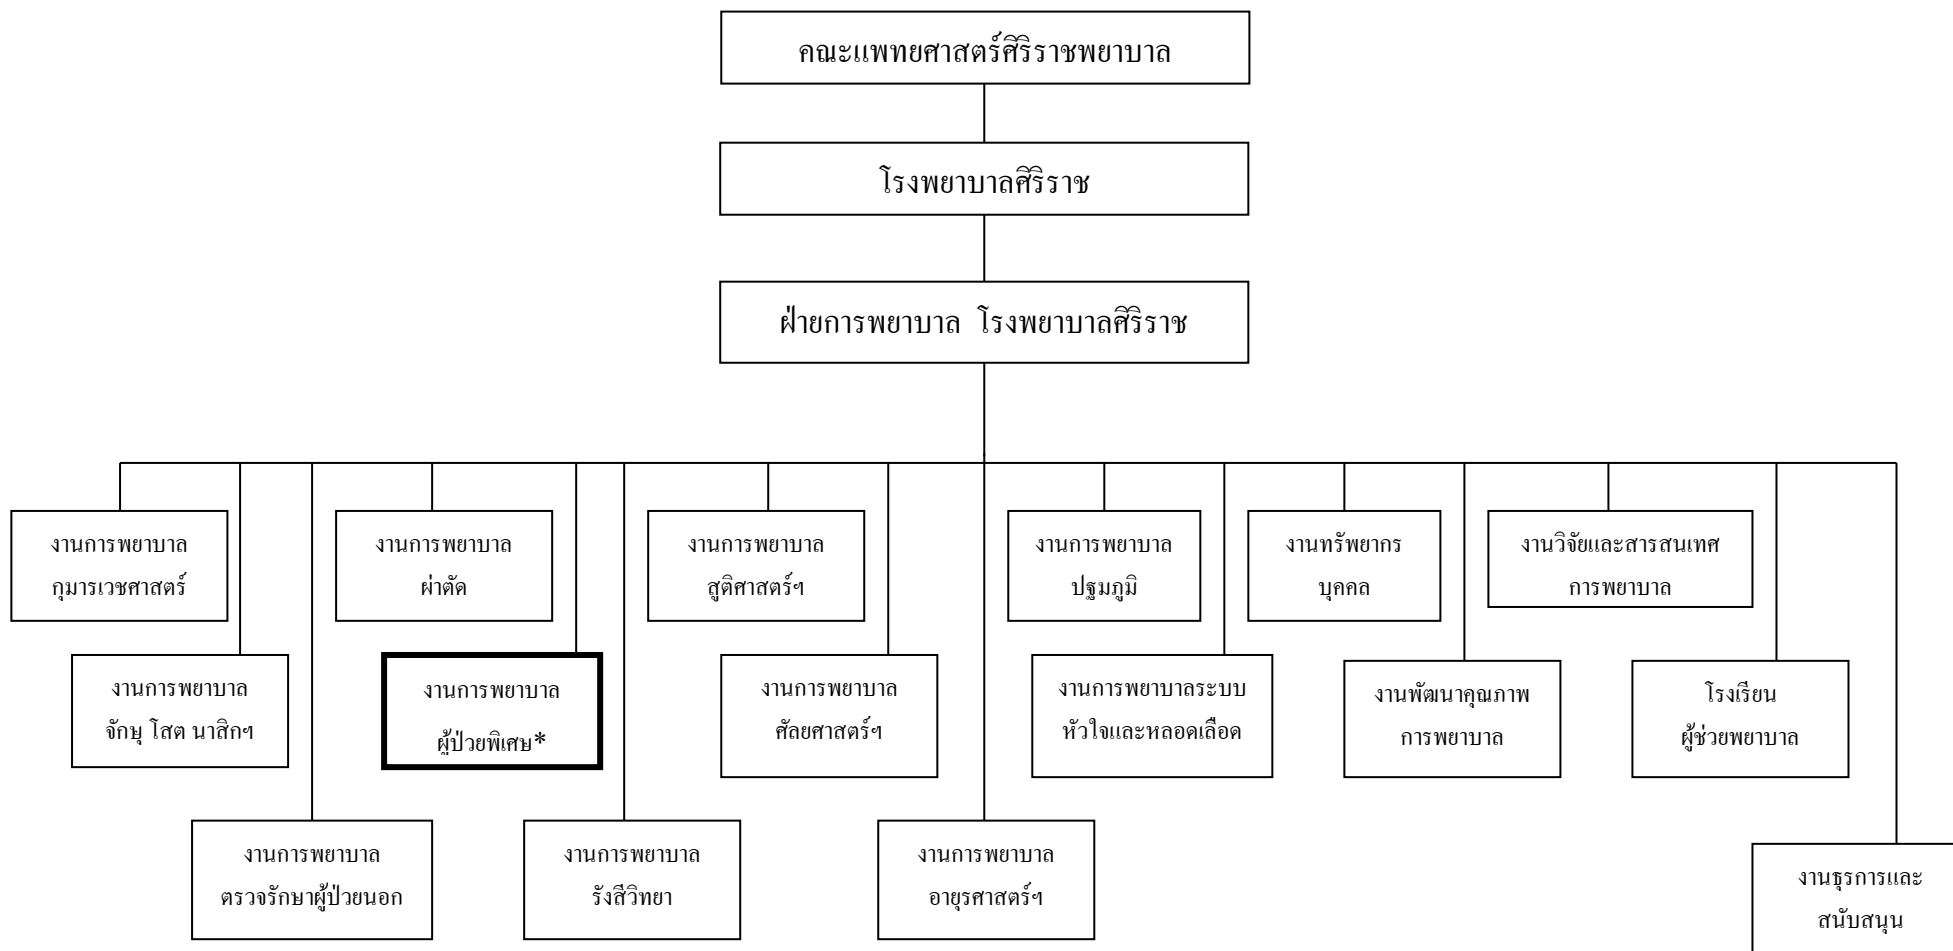 คณะแพทยศาสตร์ศิริราชพยาบาล
โรงพยาบาลศิริราช
ฝ่ายการพยาบาล โรงพยาบาลศิริราช
งานการพยาบาล
กุมารเวชศาสตร์
งานการพยาบาล
ผ่าตัด
งานการพยาบาล
สูติศาสตร์ฯ
งานการพยาบาล
ปฐมภูมิ
งานทรัพยากร
บุคคล
งานวิจัยและสารสนเทศ
การพยาบาล
งานการพยาบาล
จักษุ โสต นาสิกฯ
งานการพยาบาล
ผู้ป่วยพิเศษ*
งานการพยาบาล
ศัลยศาสตร์ฯ
งานการพยาบาลระบบ
หัวใจและหลอดเลือด
งานพัฒนาคุณภาพ
การพยาบาล
โรงเรียน
ผู้ช่วยพยาบาล
งานการพยาบาล
ตรวจรักษาผู้ป่วยนอก
งานการพยาบาล
รังสีวิทยา
งานการพยาบาล
อายุรศาสตร์ฯ
งานธุรการและ
สนับสนุน